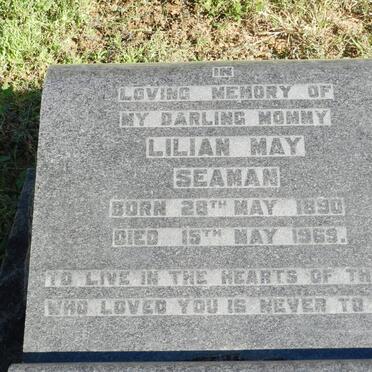 IN
LOVING MEMORY OF
MY DARLING MOMMY
LILIAN MAY
SEAMAN
BORN 28TH MAY 1890
DIED 15TH MAY 1969.
TO LIVE IN THE HEARTS OF TH
WHO LOVED YOU IS NEVER TO